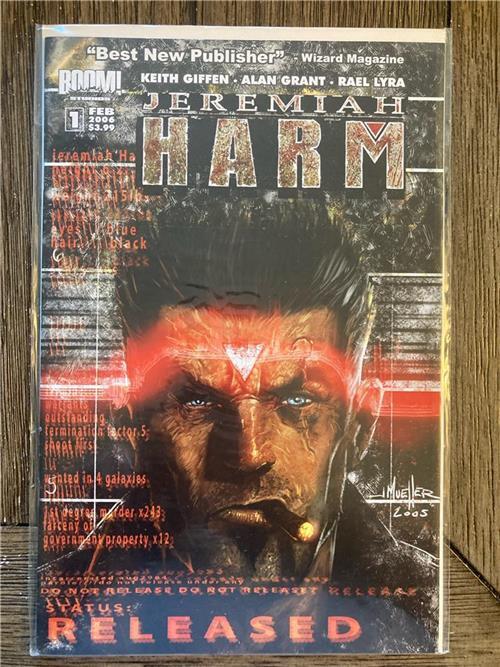 “Best New Publisher” - Wizard Magazine
BOOM!
STUDIOS
KEITH GIFFEN · ALAN GRANT · RAEL LYRA
1
FEB
2006
$3.99
JEREMIAH
HARM
Jeremiah Ha
eyes: blue
hair: black
outstanding
termination factor 5
shoot first
wanted in 4 galaxies
1st degree murder x243
larceny of
government property x12
MUELLER
2005
DO NOT RELEASE DO NOT RELEASE! RELEASE
STATUS:
RELEASED